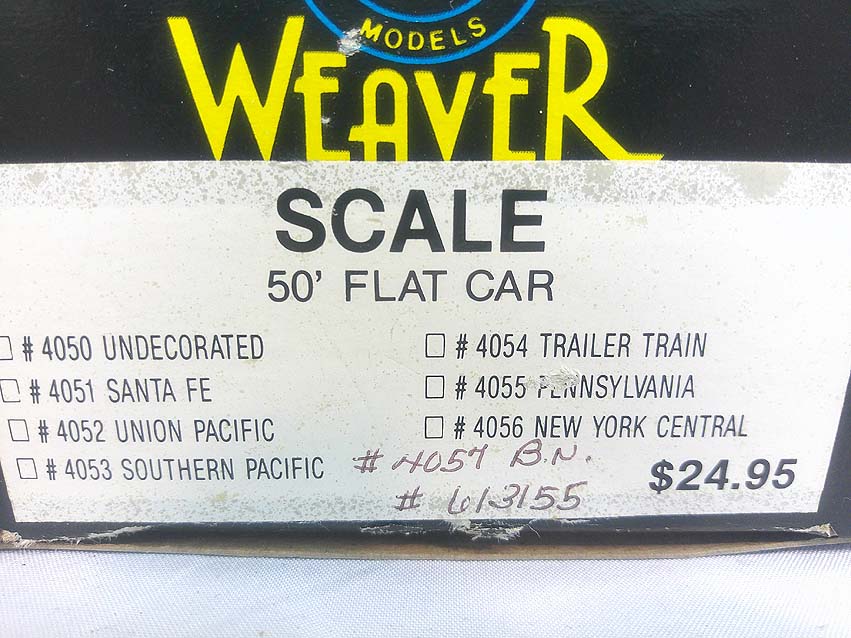 MODELS
WEAVER
SCALE
50' FLAT CAR
# 4050 UNDECORATED
# 4051 SANTA FE
# 4052 UNION PACIFIC
# 4053 SOUTHERN PACIFIC
# 4054 TRAILER TRAIN
# 4055 PENNSYLVANIA
# 4056 NEW YORK CENTRAL
# 4057 B.N.
# 613155
$24.95